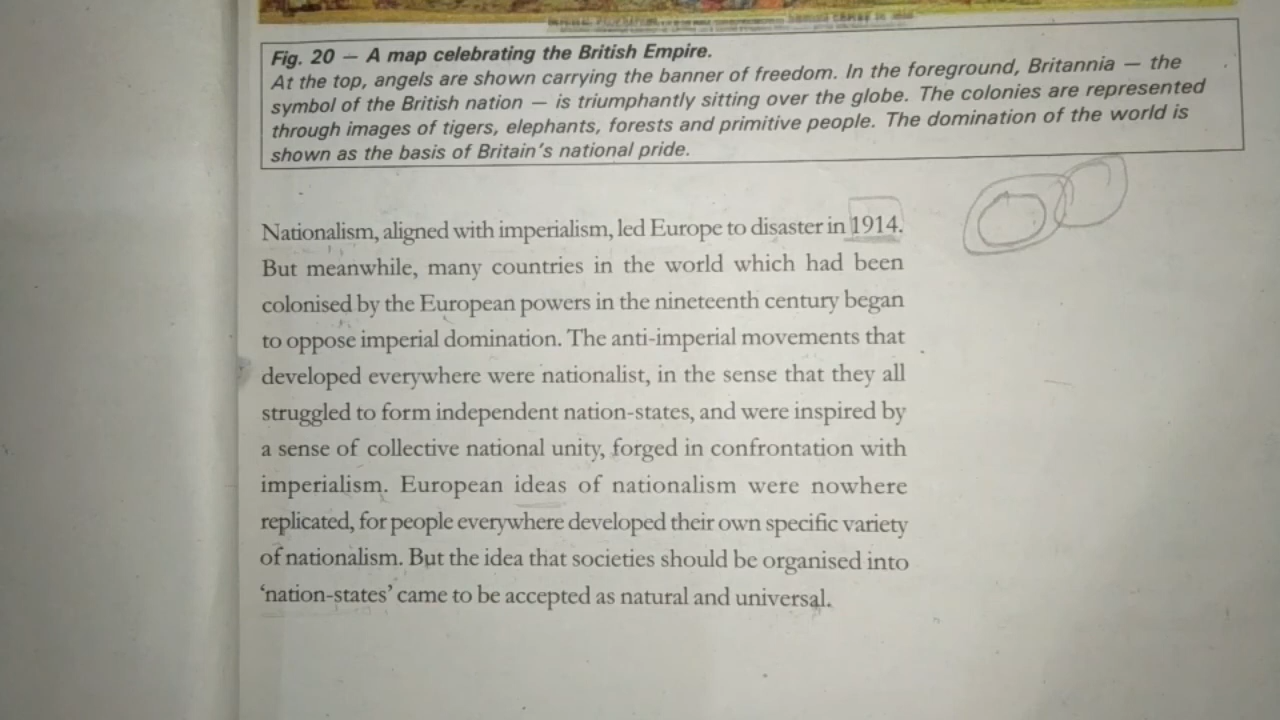 Fig. 20 — A map celebrating the British Empire.
At the top, angels are shown carrying the banner of freedom. In the foreground, Britannia — the
symbol of the British nation — is triumphantly sitting over the globe. The colonies are represented
through images of tigers, elephants, forests and primitive people. The domination of the world is
shown as the basis of Britain's national pride.
Nationalism, aligned with imperialism, led Europe to disaster in 1914.
But meanwhile, many countries in the world which had been
colonised by the European powers in the nineteenth century began
to oppose imperial domination. The anti-imperial movements that
developed everywhere were nationalist, in the sense that they all
struggled to form independent nation-states, and were inspired by
a sense of collective national unity, forged in confrontation with
imperialism. European ideas of nationalism were nowhere
replicated, for people everywhere developed their own specific variety
of nationalism. But the idea that societies should be organised into
‘nation-states’ came to be accepted as natural and universal.